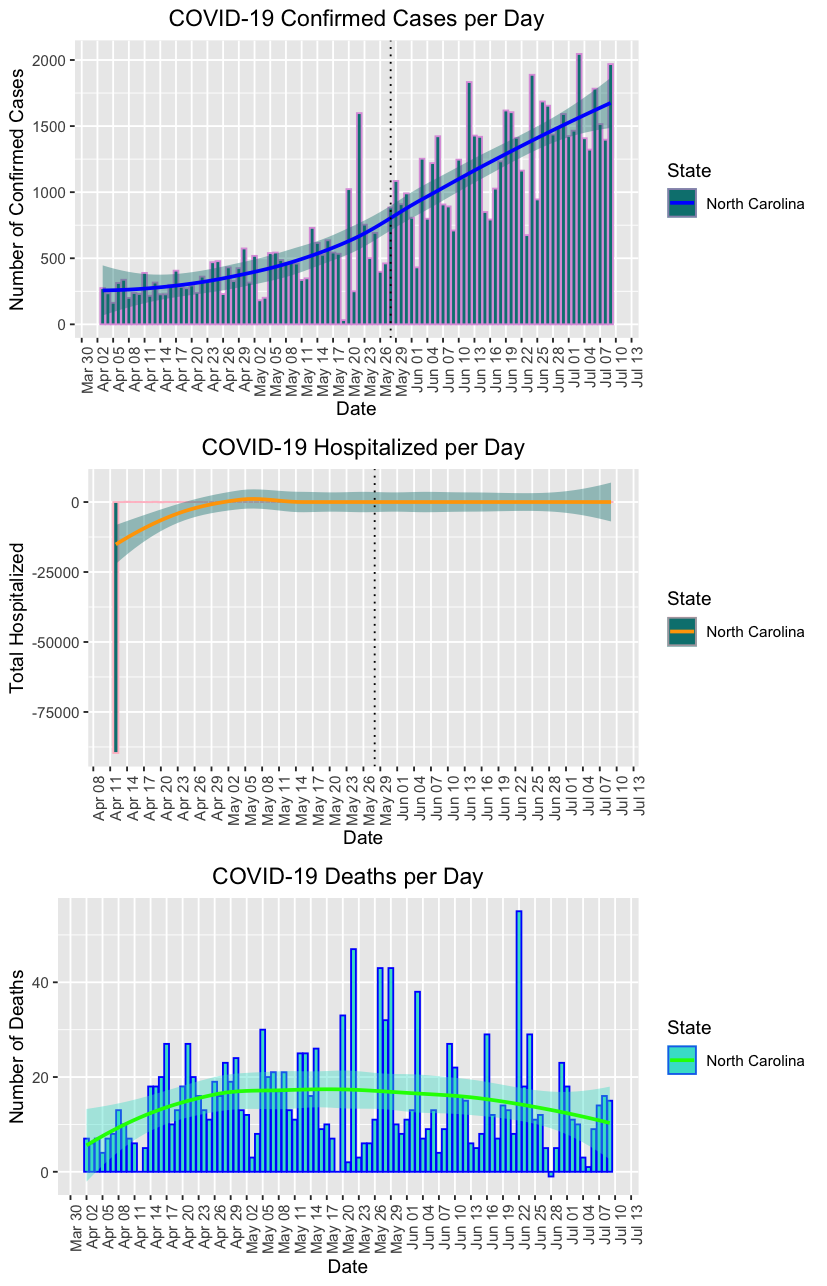 COVID-19 Confirmed Cases per Day
Number of Confirmed Cases
2000
1500
1000
500
0
Mar 30
Apr 02
Apr 05
Apr 08
Apr 11
Apr 14
Apr 17
Apr 20
Apr 23
Apr 26
Apr 29
May 02
May 05
May 08
May 11
May 14
May 17
May 20
May 23
May 26
May 29
Jun 01
Jun 04
Jun 07
Jun 10
Jun 13
Jun 16
Jun 19
Jun 22
Jun 25
Jun 28
Jul 01
Jul 04
Jul 07
Jul 10
Jul 13
Date
State
North Carolina
COVID-19 Hospitalized per Day
Total Hospitalized
0
-25000
-50000
-75000
Apr 08
Apr 11
Apr 14
Apr 17
Apr 20
Apr 23
Apr 26
Apr 29
May 02
May 05
May 08
May 11
May 14
May 17
May 20
May 23
May 26
May 29
Jun 01
Jun 04
Jun 07
Jun 10
Jun 13
Jun 16
Jun 19
Jun 22
Jun 25
Jun 28
Jul 01
Jul 04
Jul 07
Jul 10
Jul 13
Date
State
North Carolina
COVID-19 Deaths per Day
Number of Deaths
40
20
0
Mar 30
Apr 02
Apr 05
Apr 08
Apr 11
Apr 14
Apr 17
Apr 20
Apr 23
Apr 26
Apr 29
May 02
May 05
May 08
May 11
May 14
May 17
May 20
May 23
May 26
May 29
Jun 01
Jun 04
Jun 07
Jun 10
Jun 13
Jun 16
Jun 19
Jun 22
Jun 25
Jun 28
Jul 01
Jul 04
Jul 07
Jul 10
Jul 13
Date
State
North Carolina